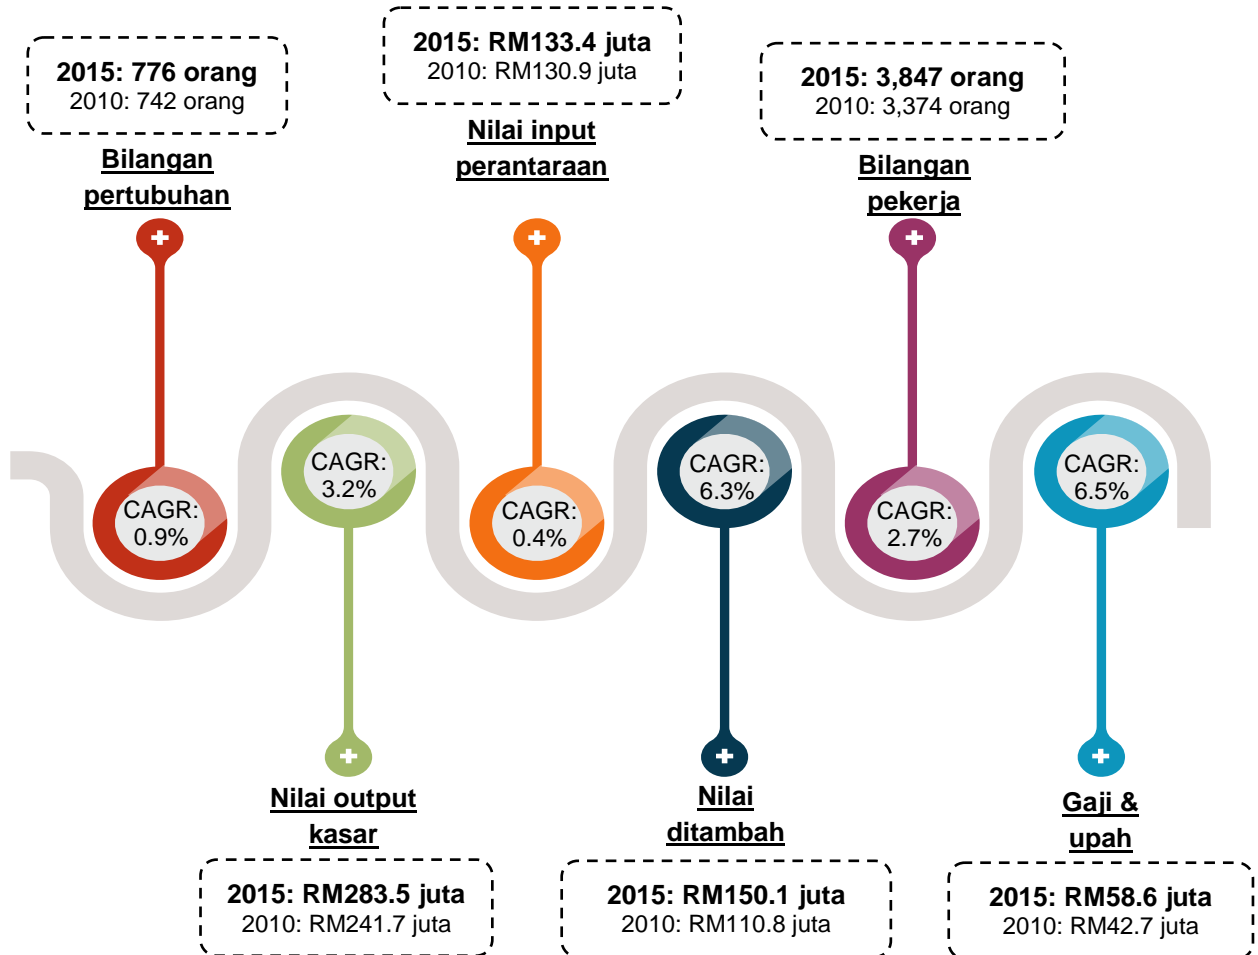 2015: 776 orang
2010: 742 orang
Bilangan
pertubuhan
CAGR:
0.9%
CAGR:
3.2%
Nilai output
kasar
2015: RM283.5 juta
2010: RM241.7 juta
2015: RM133.4 juta
2010: RM130.9 juta
Nilai input
perantaraan
CAGR:
0.4%
CAGR:
6.3%
Nilai
ditambah
2015: RM150.1 juta
2010: RM110.8 juta
2015: 3,847 orang
2010: 3,374 orang
Bilangan
pekerja
CAGR:
2.7%
CAGR:
6.5%
Gaji &
upah
2015: RM58.6 juta
2010: RM42.7 juta